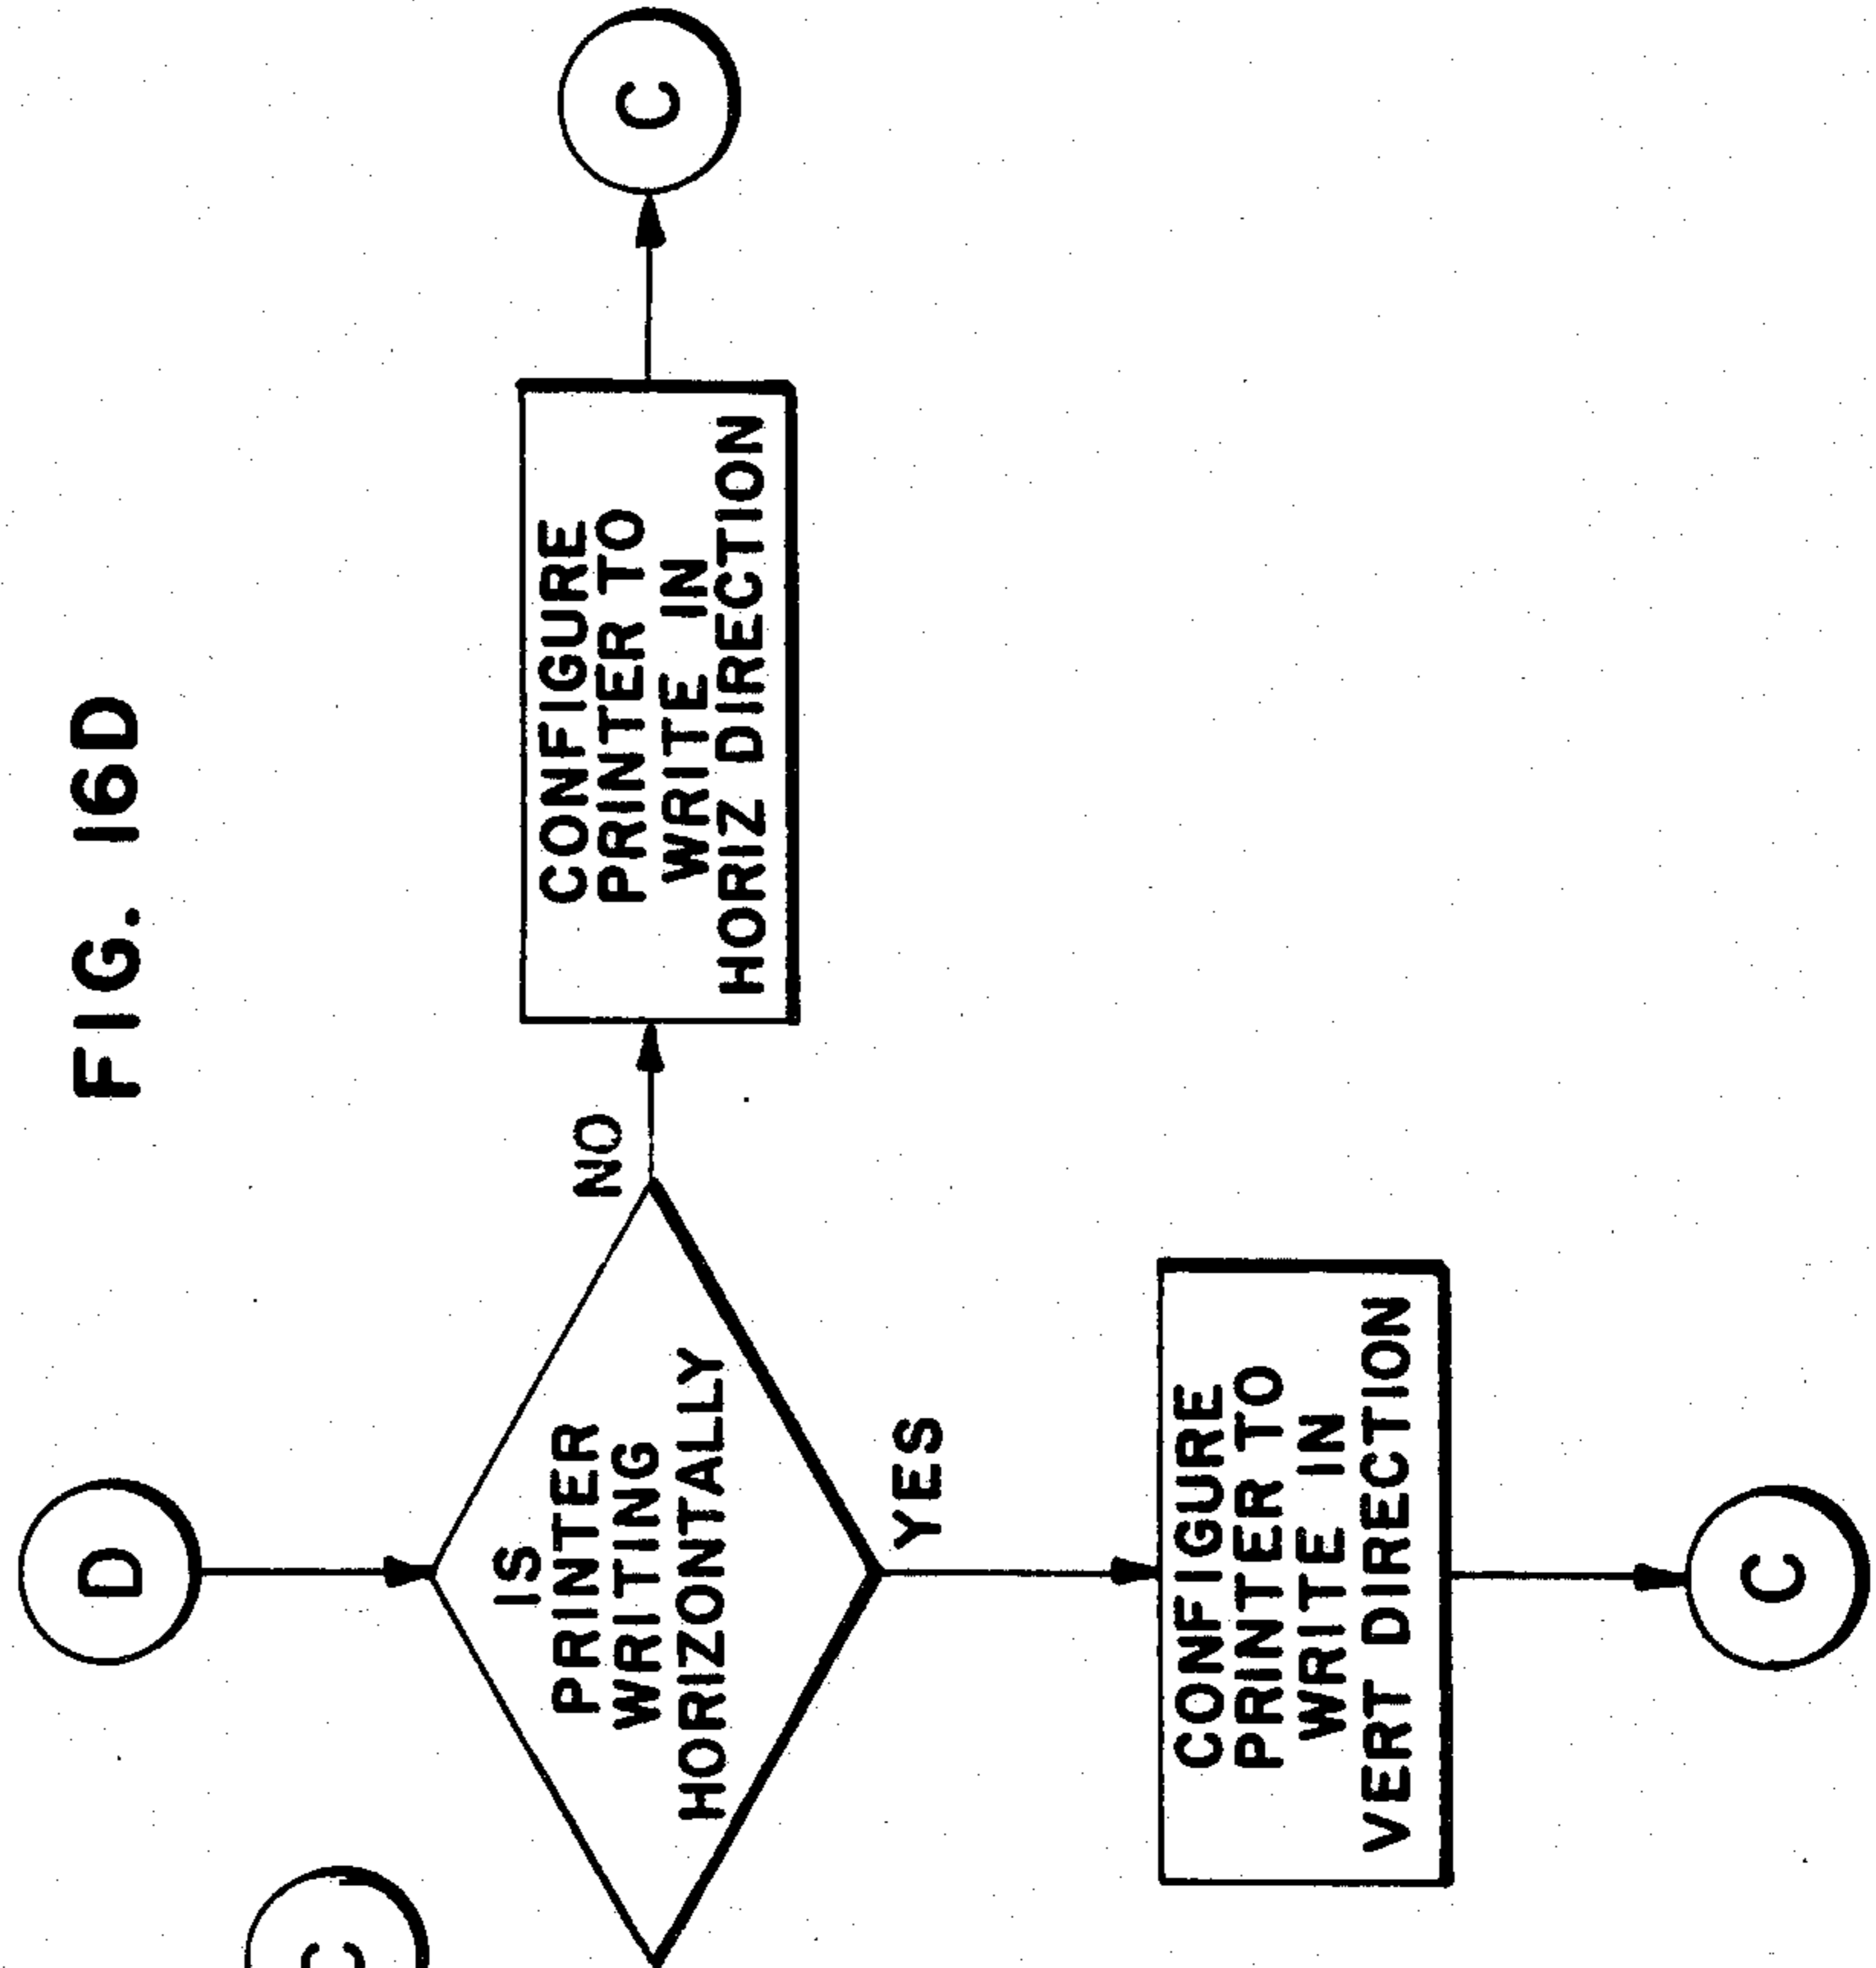 FIG. 16D
D
IS
PRINTER
WRITING
HORIZONTALLY
NO
CONFIGURE
PRINTER TO
WRITE IN
HORIZ DIRECTION
C
YES
CONFIGURE
PRINTER TO
WRITE IN
VERT DIRECTION
C
C